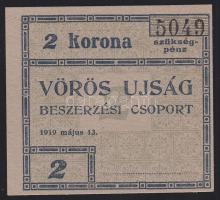 2 korona
5049
szükség-
pénz
VÖRÖS UJSÁG
BESZERZÉSI CSOPORT
1919 május 13.
2